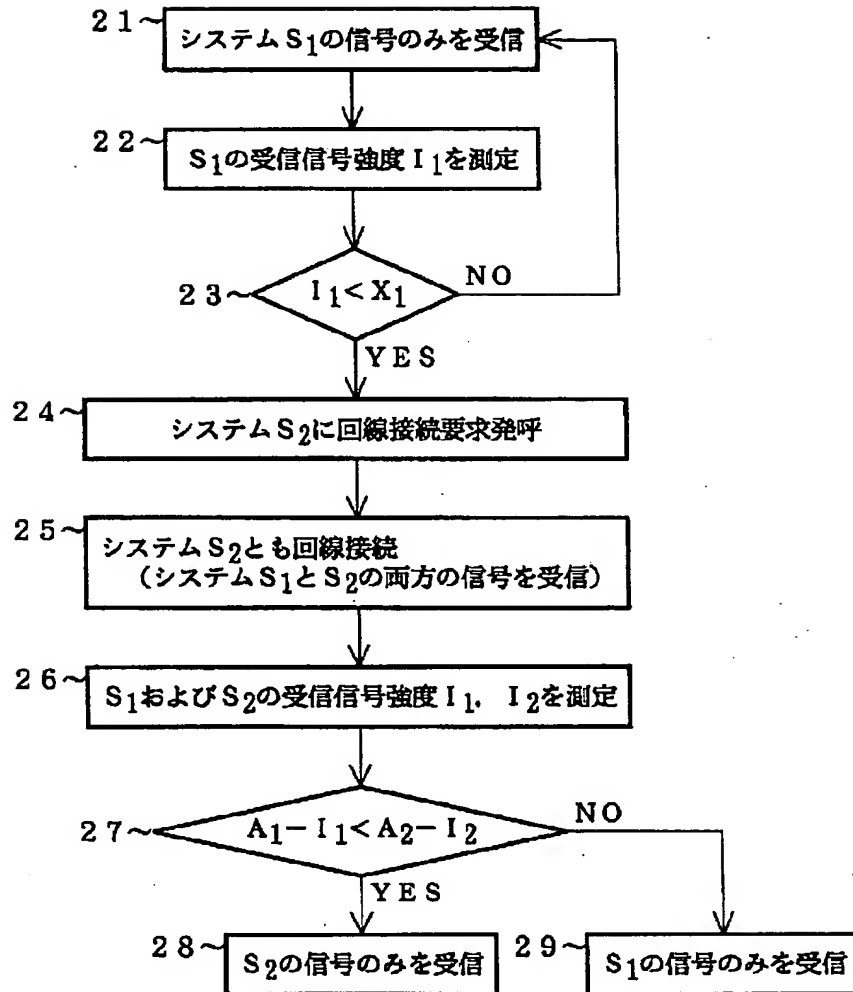 21~
システムS1の信号のみを受信
22~
S1の受信信号強度I1を測定
23~
I1<X1
NO
YES
24~
システムS2に回線接続要求発呼
25~
システムS2とも回線接続
（システムS1とS2の両方の信号を受信）
26~
S1およびS2の受信信号強度I1, I2を測定
27~
A1−I1<A2−I2
NO
YES
28~
S2の信号のみを受信
29~
S1の信号のみを受信